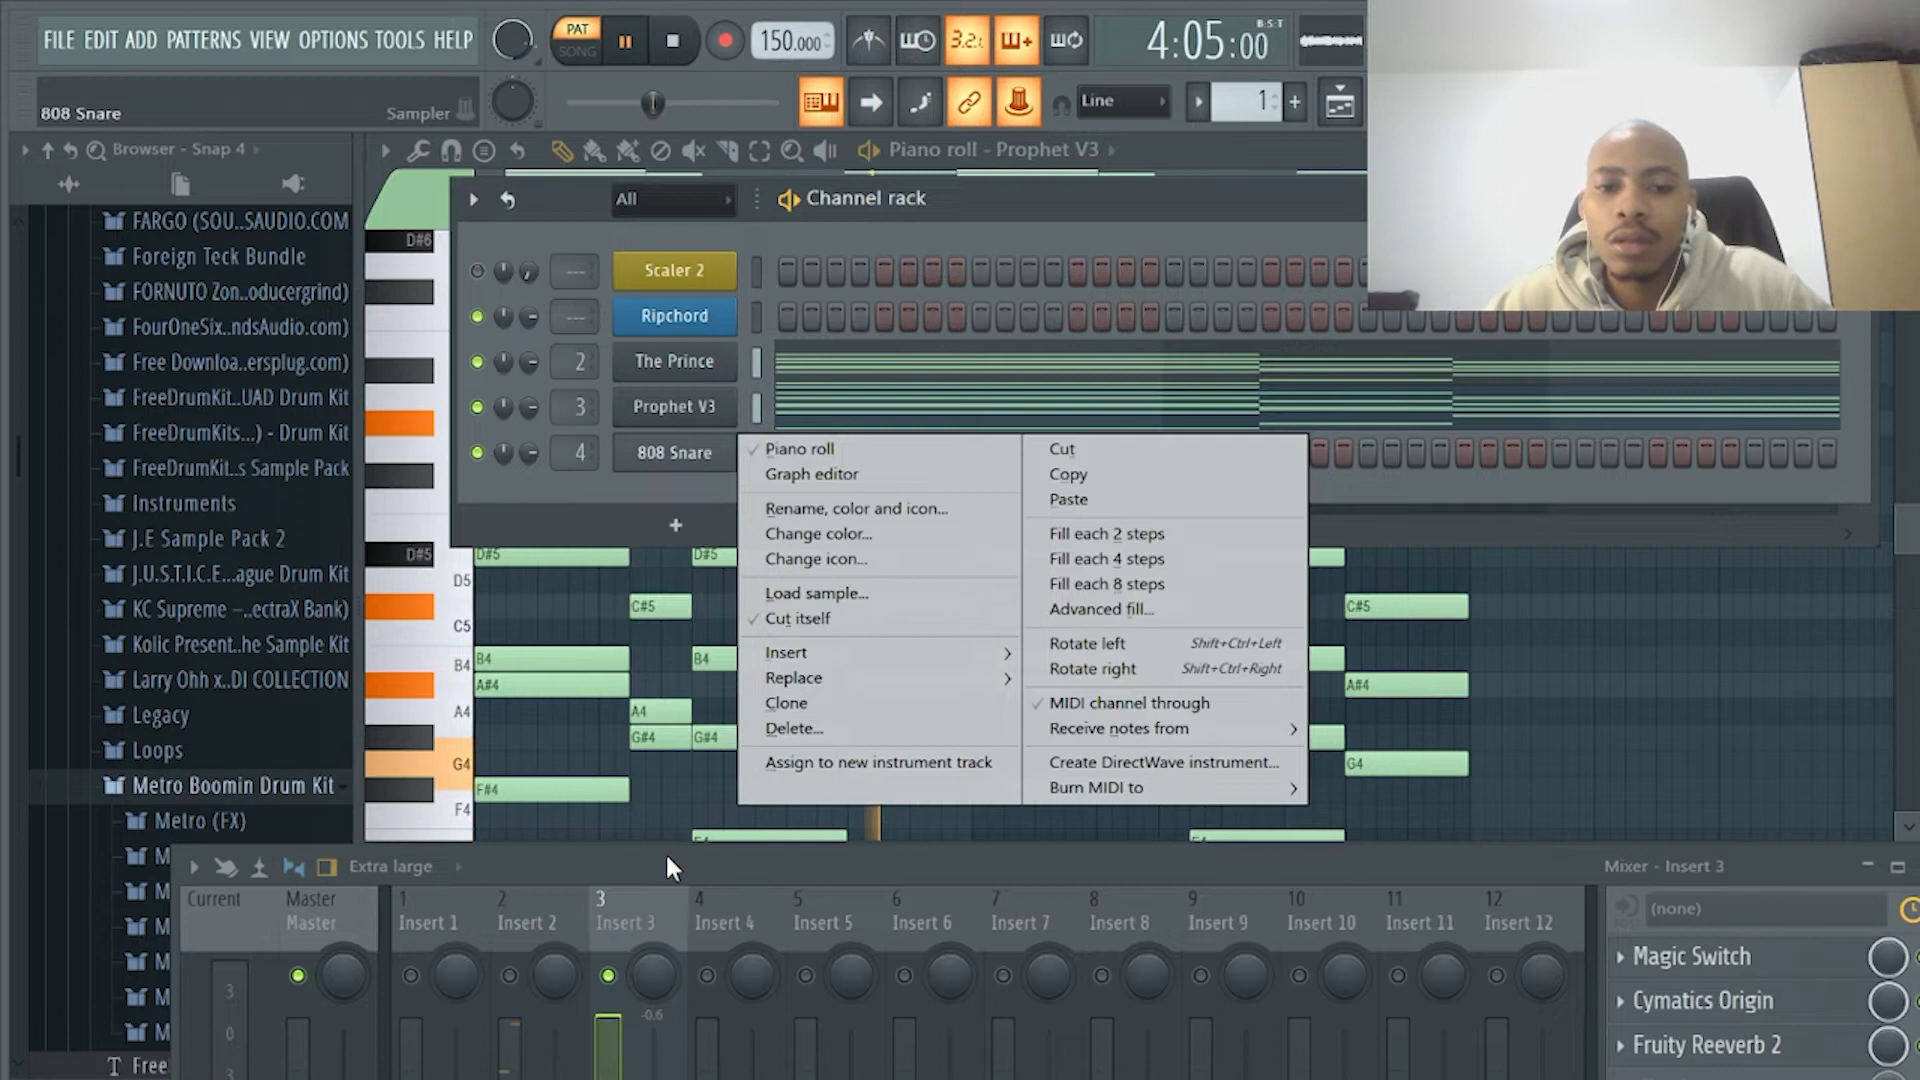 FILE EDIT ADD PATTERNS VIEW OPTIONS TOOLS HELP
PAT
SONG
150.000
3.2
4:05:00
B:S:T
808 Snare
Sampler
Line
1
Browser - Snap 4
Piano roll - Prophet V3
FARGO (SOU..SAUDIO.COM
Foreign Teck Bundle
FORNUTO Zon..oducergrind)
FourOneSix..ndsAudio.com)
Free Downloa..ersplug.com)
FreeDrumKit..UAD Drum Kit
FreeDrumKits...) - Drum Kit
FreeDrumKit..s Sample Pack
Instruments
J.E Sample Pack 2
J.U.S.T.I.C.E...ague Drum Kit
KC Supreme –..ectraX Bank)
Kolic Present..he Sample Kit
Larry Ohh x..DI COLLECTION
Legacy
Loops
Metro Boomin Drum Kit
Metro (FX)
M
M
M
M
M
M
Free
All
Channel rack
---
Scaler 2
---
Ripchord
2
The Prince
3
Prophet V3
4
808 Snare
+
Piano roll
Graph editor
Rename, color and icon...
Change color...
Change icon...
Load sample...
Cut itself
Insert
Replace
Clone
Delete...
Assign to new instrument track
Cut
Copy
Paste
Fill each 2 steps
Fill each 4 steps
Fill each 8 steps
Advanced fill...
Rotate left Shift+Ctrl+Left
Rotate right Shift+Ctrl+Right
MIDI channel through
Receive notes from
Create DirectWave instrument...
Burn MIDI to
D#6
D#5
D5
C5
B4
A4
G4
F4
D#5
D#5
C#5
B4
B4
A#4
A4
G#4
G#4
F#4
C#5
A#4
G4
Extra large
Current
Master
Master
1
Insert 1
2
Insert 2
3
Insert 3
4
Insert 4
5
Insert 5
6
Insert 6
7
Insert 7
8
Insert 8
9
Insert 9
10
Insert 10
11
Insert 11
12
Insert 12
3
0
3
-0.6
Mixer - Insert 3
(none)
Magic Switch
Cymatics Origin
Fruity Reeverb 2